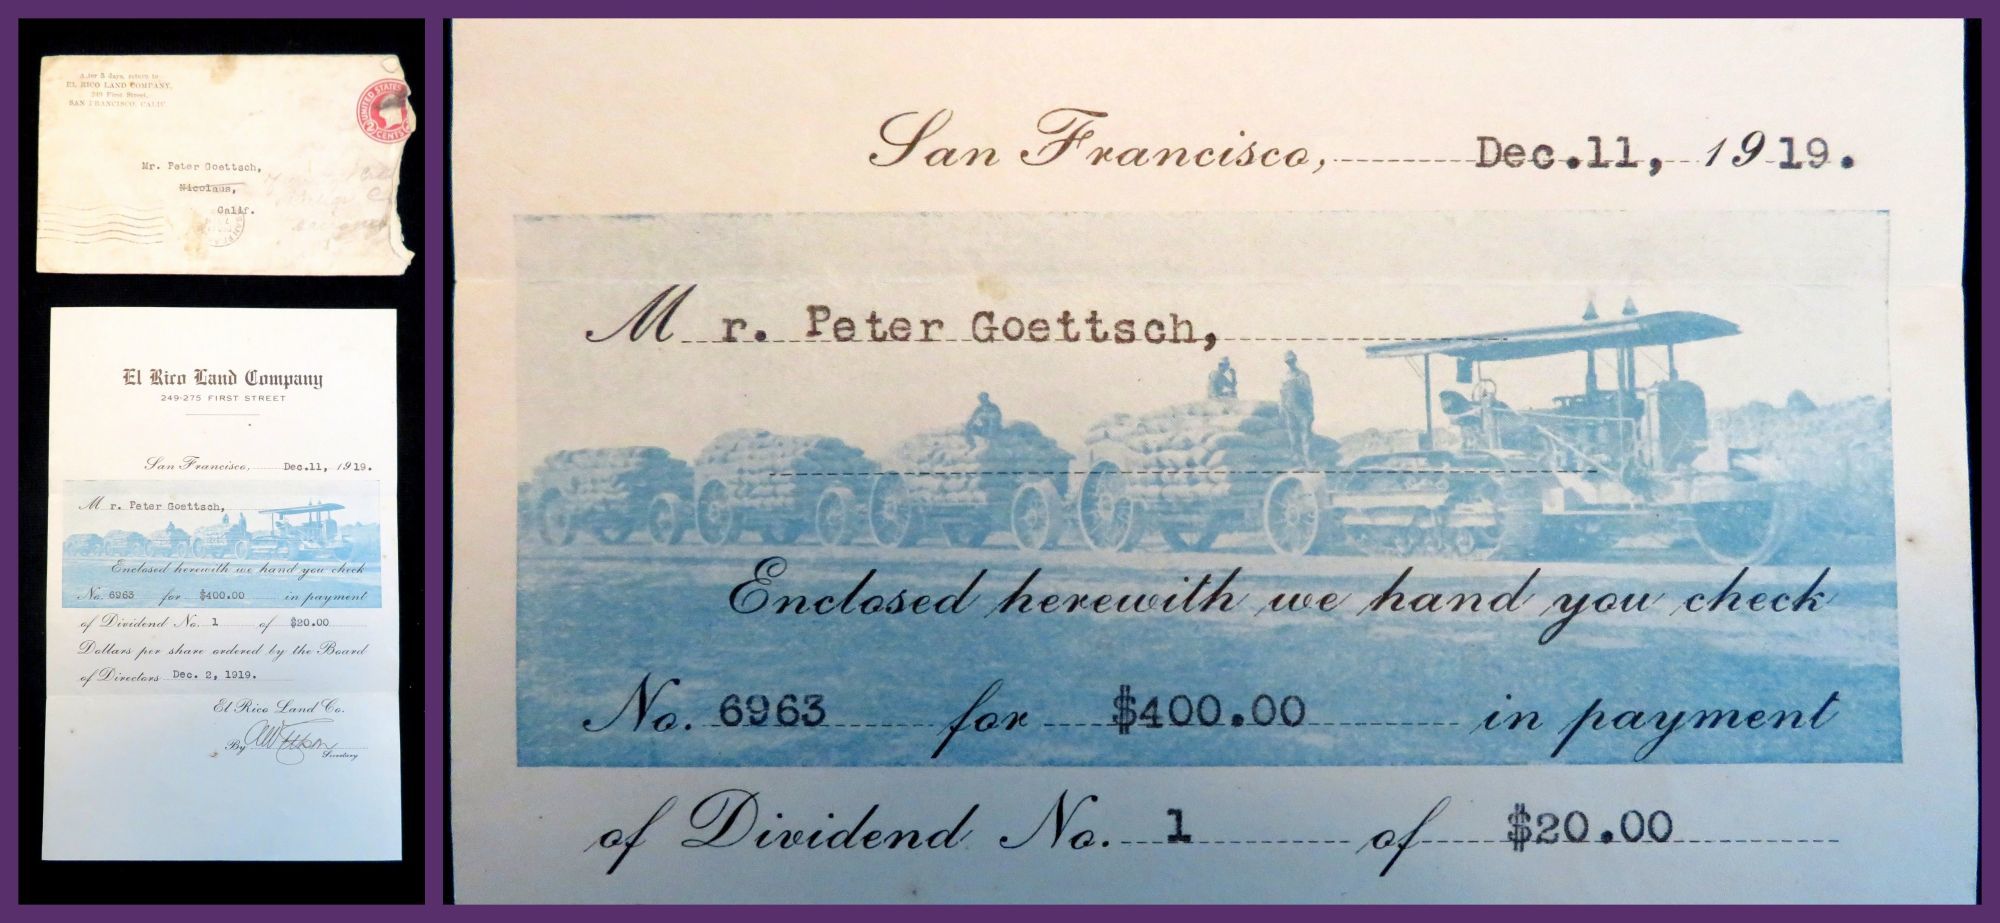 After 5 days, return to
EL RICO LAND COMPANY,
249 First Street,
SAN FRANCISCO, CALIF.
UNITED STATES
2 CENTS
Mr. Peter Goettsch,
Nicolaus,
Calif.
El Rico Land Company
249-275 FIRST STREET
San Francisco, Dec.11, 1919.
Mr. Peter Goettsch,
Enclosed herewith we hand you check
No. 6963 for $400.00 in payment
of Dividend No. 1 of $20.00
Dollars per share ordered by the Board
of Directors Dec. 2, 1919.
El Rico Land Co.
By
Secretary
San Francisco, Dec.11, 1919.
Mr. Peter Goettsch,
Enclosed herewith we hand you check
No. 6963 for $400.00 in payment
of Dividend No. 1 of $20.00